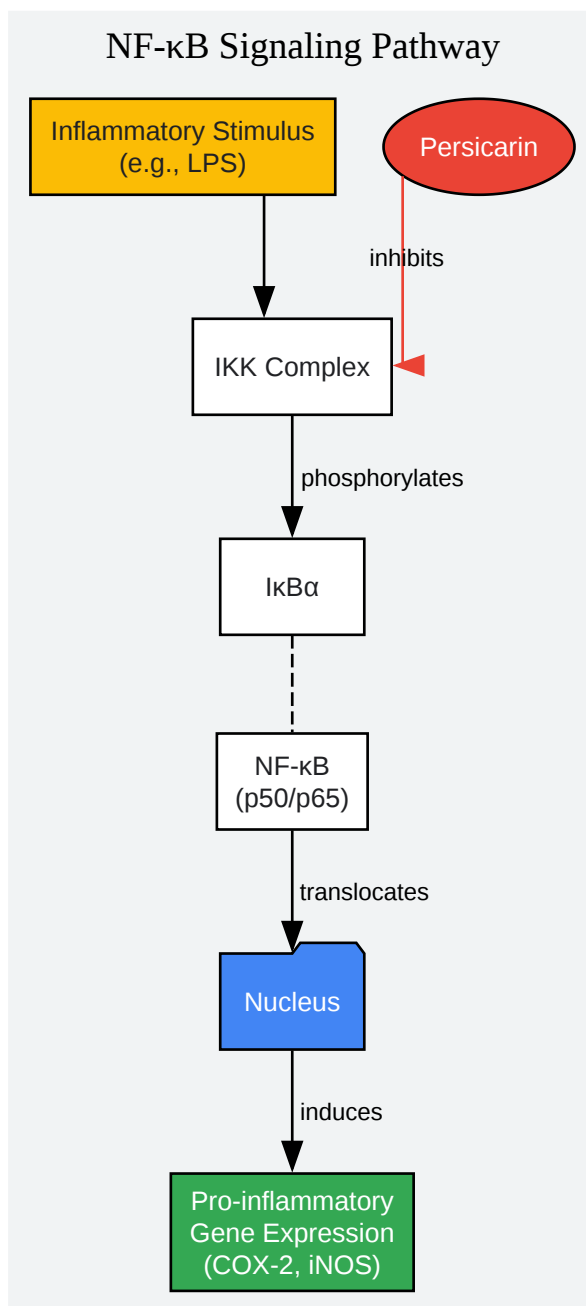 NF-κB Signaling Pathway
Inflammatory Stimulus
(e.g., LPS)
Persicarin
inhibits
IKK Complex
phosphorylates
IκBα
NF-κB
(p50/p65)
translocates
Nucleus
induces
Pro-inflammatory
Gene Expression
(COX-2, iNOS)